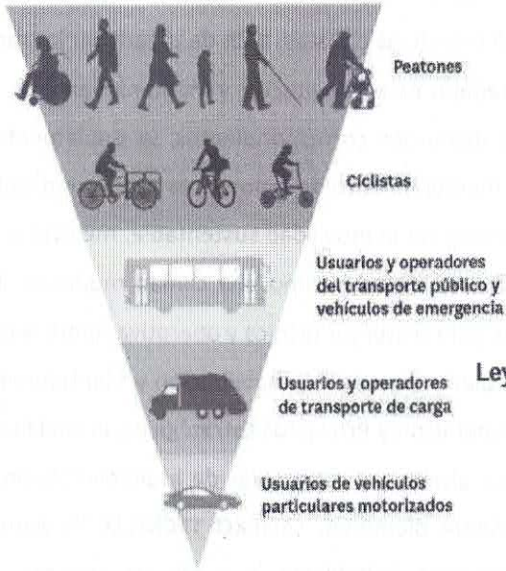 Peatones
Ciclistas
Usuarios y operadores
del transporte público y
vehículos de emergencia
Ley
Usuarios y operadores
de transporte de carga
Usuarios de vehículos
particulares motorizados